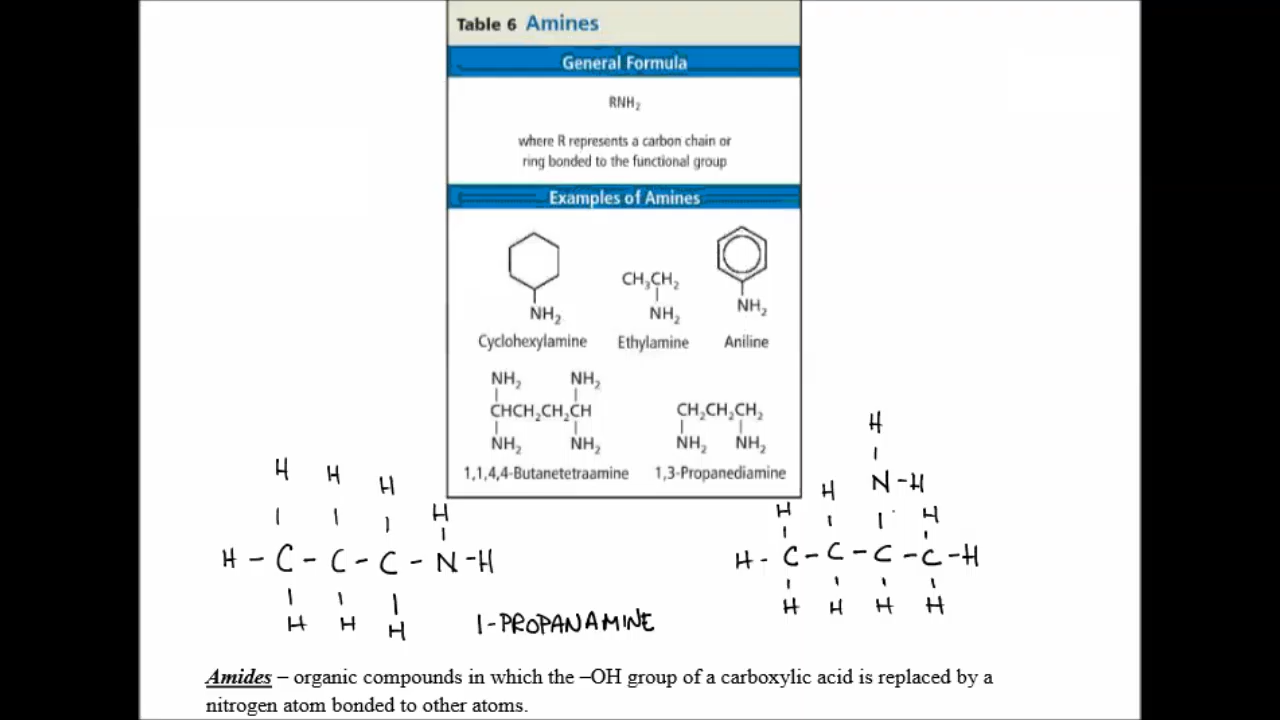 Table 6 Amines
General Formula
RNH₂
where R represents a carbon chain or
ring bonded to the functional group
Examples of Amines
NH₂
Cyclohexylamine
CH₃CH₂
NH₂
Ethylamine
NH₂
Aniline
NH₂ NH₂
CHCH₂CH₂CH
NH₂ NH₂
1,1,4,4-Butanetetraamine
CH₂CH₂CH₂
NH₂ NH₂
1,3-Propanediamine
H H H H
H - C - C - C - N - H
H H H
1-PROPANAMINE
H
N - H
H H H
H - C - C - C - C - H
H H H H
Amides – organic compounds in which the –OH group of a carboxylic acid is replaced by a
nitrogen atom bonded to other atoms.